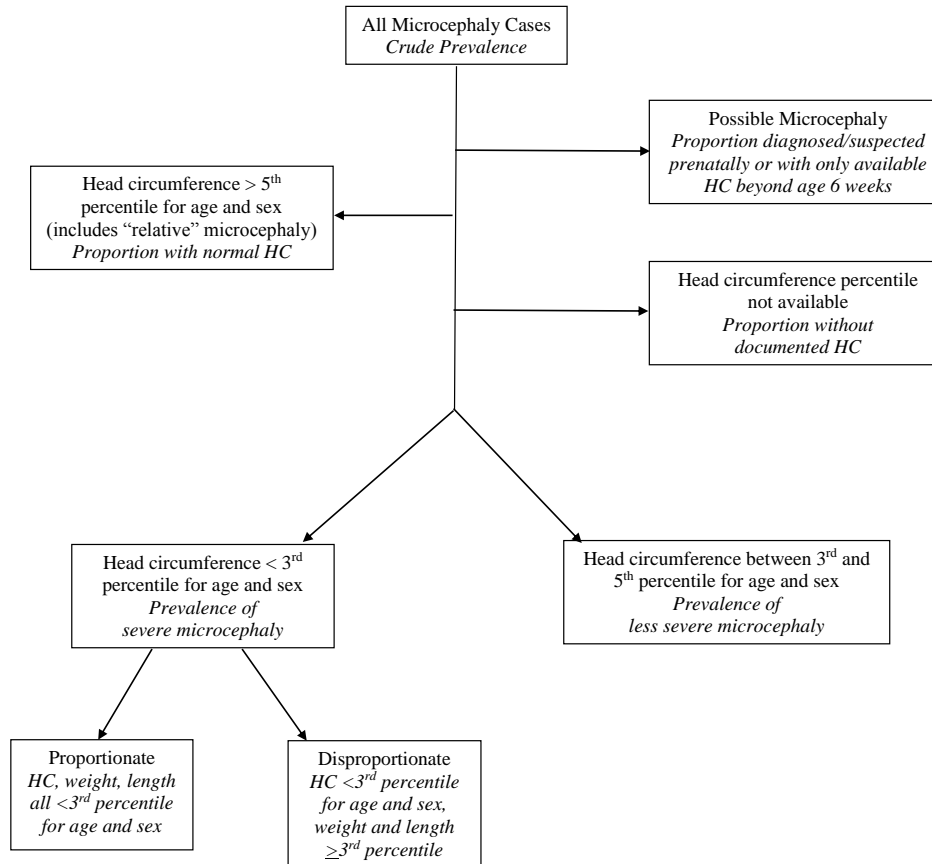 All Microcephaly Cases
Crude Prevalence
Possible Microcephaly
Proportion diagnosed/suspected
prenatally or with only available
HC beyond age 6 weeks
Head circumference > 5th
percentile for age and sex
(includes “relative” microcephaly)
Proportion with normal HC
Head circumference percentile
not available
Proportion without
documented HC
Head circumference < 3rd
percentile for age and sex
Prevalence of
severe microcephaly
Head circumference between 3rd and
5th percentile for age and sex
Prevalence of
less severe microcephaly
Proportionate
HC, weight, length
all <3rd percentile
for age and sex
Disproportionate
HC <3rd percentile
for age and sex,
weight and length
≥3rd percentile